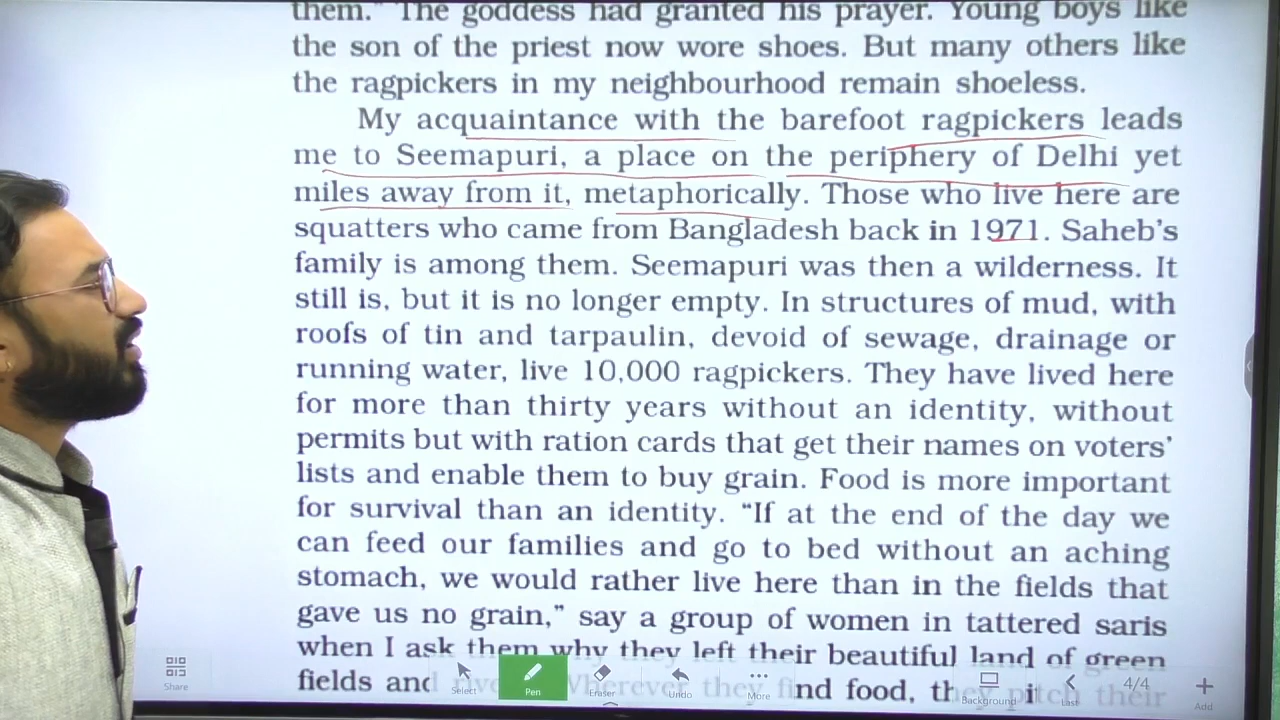 them.” The goddess had granted his prayer. Young boys like
the son of the priest now wore shoes. But many others like
the ragpickers in my neighbourhood remain shoeless.
My acquaintance with the barefoot ragpickers leads
me to Seemapuri, a place on the periphery of Delhi yet
miles away from it, metaphorically. Those who live here are
squatters who came from Bangladesh back in 1971. Saheb’s
family is among them. Seemapuri was then a wilderness. It
still is, but it is no longer empty. In structures of mud, with
roofs of tin and tarpaulin, devoid of sewage, drainage or
running water, live 10,000 ragpickers. They have lived here
for more than thirty years without an identity, without
permits but with ration cards that get their names on voters’
lists and enable them to buy grain. Food is more important
for survival than an identity. “If at the end of the day we
can feed our families and go to bed without an aching
stomach, we would rather live here than in the fields that
gave us no grain,” say a group of women in tattered saris
when I ask them why they left their beautiful land of green
fields and Wherever they find food, they pitch their
Share
Select
Pen
Eraser
Undo
More
Background
Last
4/4
Add